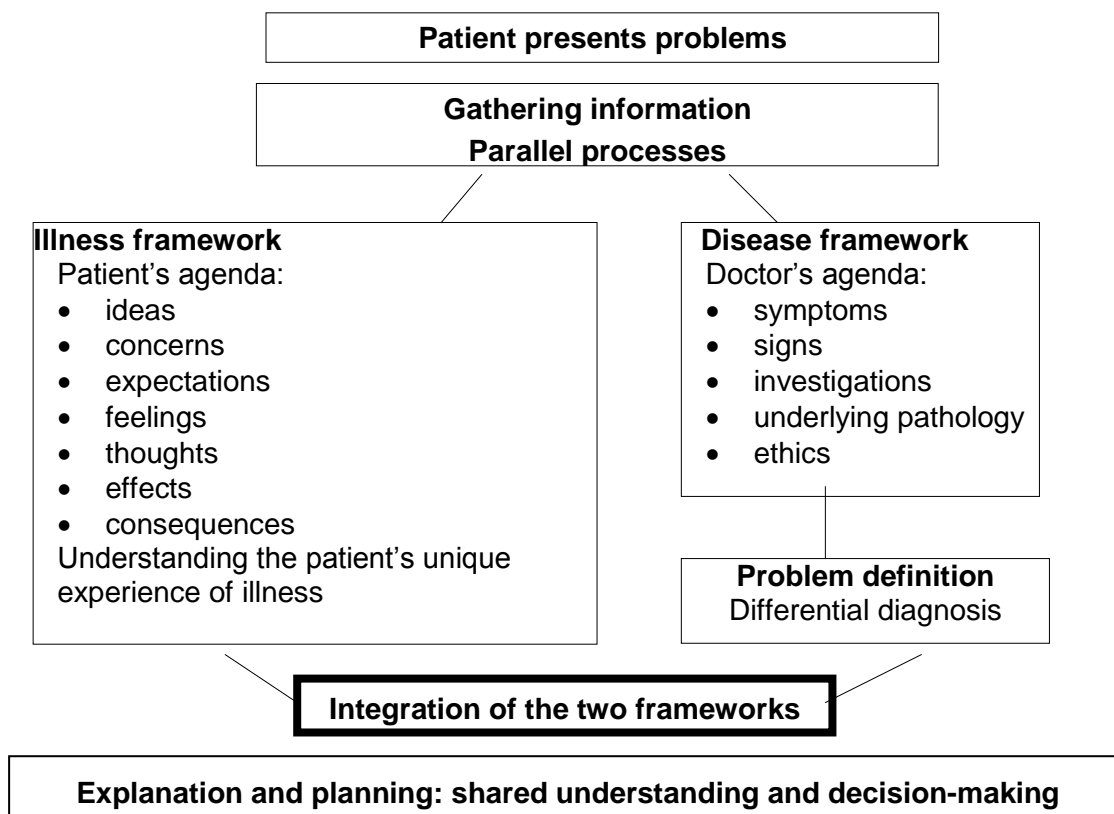 Patient presents problems
Gathering information
Parallel processes
Illness framework
Patient’s agenda:
• ideas
• concerns
• expectations
• feelings
• thoughts
• effects
• consequences
Understanding the patient’s unique
experience of illness
Disease framework
Doctor’s agenda:
• symptoms
• signs
• investigations
• underlying pathology
• ethics
Problem definition
Differential diagnosis
Integration of the two frameworks
Explanation and planning: shared understanding and decision-making